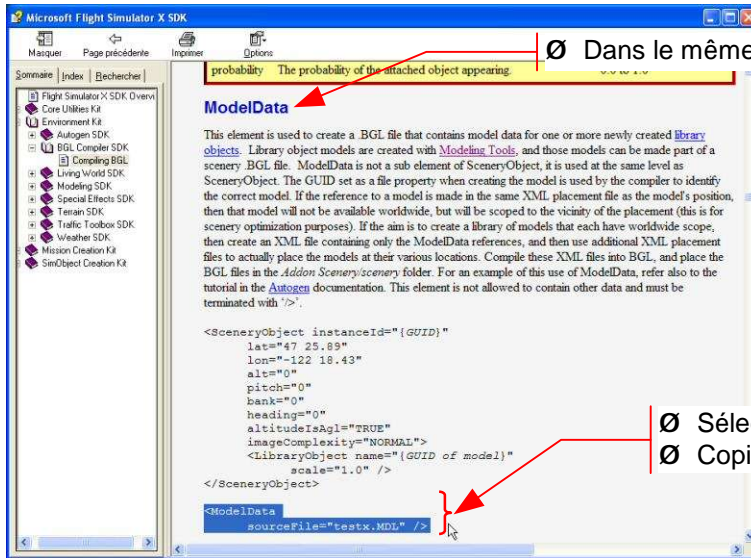 Microsoft Flight Simulator X SDK
Masquer Page précédente Imprimer Options
Ø Dans le même
Sommaire Index Rechercher
Flight Simulator X SDK Overvi
Core Utilities Kit
Environment Kit
Autogen SDK
BGL Compiler SDK
Compiling BGL
Living World SDK
Modeling SDK
Special Effects SDK
Terrain SDK
Traffic Toolbox SDK
Weather SDK
Mission Creation Kit
SimObject Creation Kit
probability The probability of the attached object appearing. 0.0 to 1.0
ModelData
This element is used to create a .BGL file that contains model data for one or more newly created library
objects. Library object models are created with Modeling Tools, and those models can be made part of a
scenery .BGL file. ModelData is not a sub element of SceneryObject, it is used at the same level as
SceneryObject. The GUID set as a file property when creating the model is used by the compiler to identify
the correct model. If the reference to a model is made in the same XML placement file as the model's position,
then that model will not be available worldwide, but will be scoped to the vicinity of the placement (this is for
scenery optimization purposes). If the aim is to create a library of models that each have worldwide scope,
then create an XML file containing only the ModelData references, and then use additional XML placement
files to actually place the models at their various locations. Compile these XML files into BGL, and place the
BGL files in the Addon Scenery/scenery folder. For an example of this use of ModelData, refer also to the
tutorial in the Autogen documentation. This element is not allowed to contain other data and must be
terminated with '/>'.
<SceneryObject instanceId="{GUID}"
lat="47 25.89"
lon="-122 18.43"
alt="0"
pitch="0"
bank="0"
heading="0"
altitudeIsAgl="TRUE"
imageComplexity="NORMAL">
<LibraryObject name="{GUID of model}"
scale="1.0" />
</SceneryObject>
Ø Séle
Ø Copi
<ModelData
sourceFile="testx.MDL" />